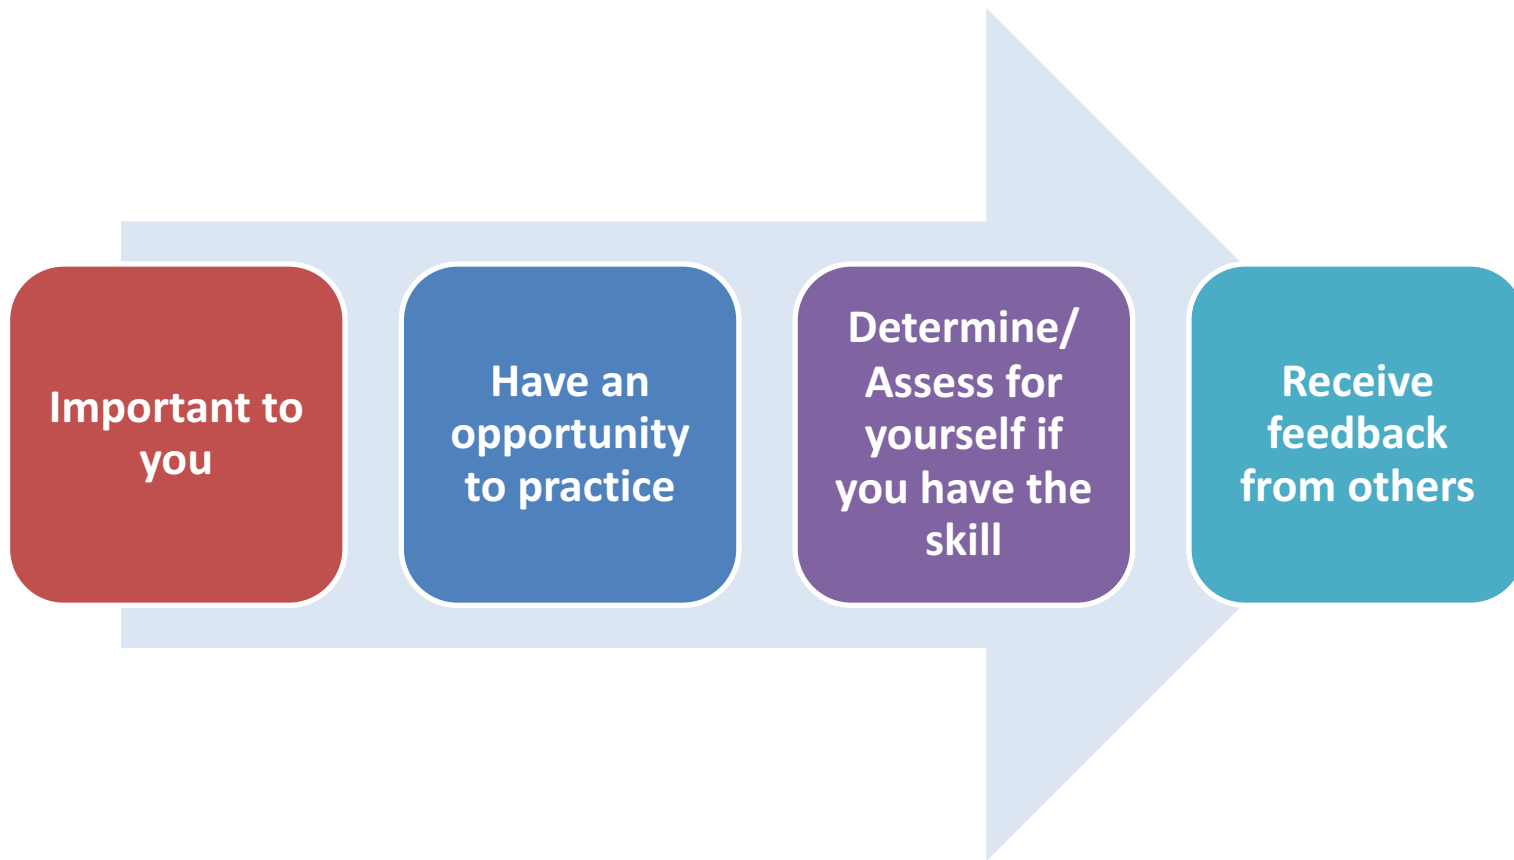 Important to
you
Have an
opportunity
to practice
Determine/
Assess for
yourself if
you have the
skill
Receive
feedback
from others